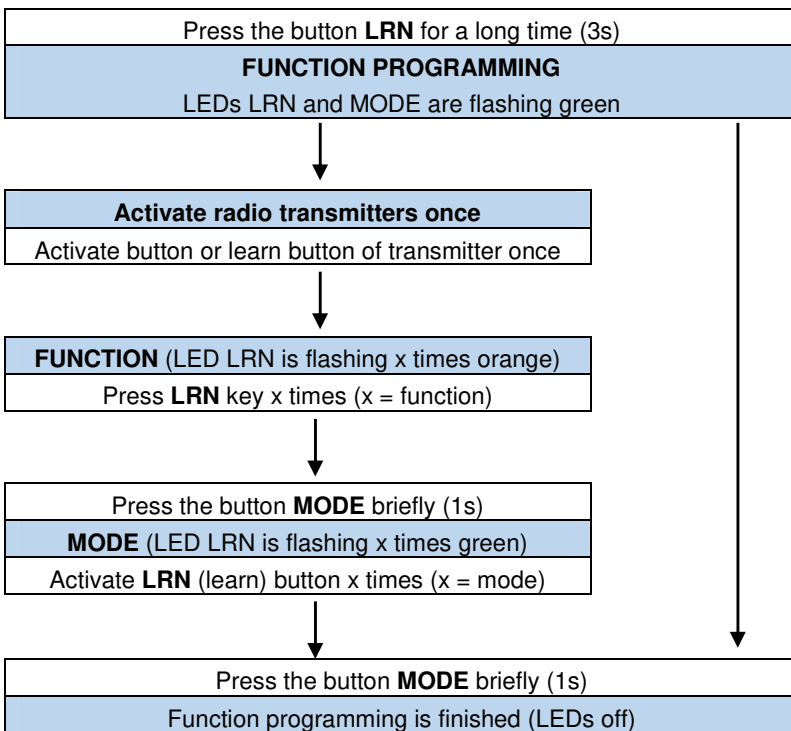 Press the button LRN for a long time (3s)
FUNCTION PROGRAMMING
LEDs LRN and MODE are flashing green
Activate radio transmitters once
Activate button or learn button of transmitter once
FUNCTION (LED LRN is flashing x times orange)
Press LRN key x times (x = function)
Press the button MODE briefly (1s)
MODE (LED LRN is flashing x times green)
Activate LRN (learn) button x times (x = mode)
Press the button MODE briefly (1s)
Function programming is finished (LEDs off)